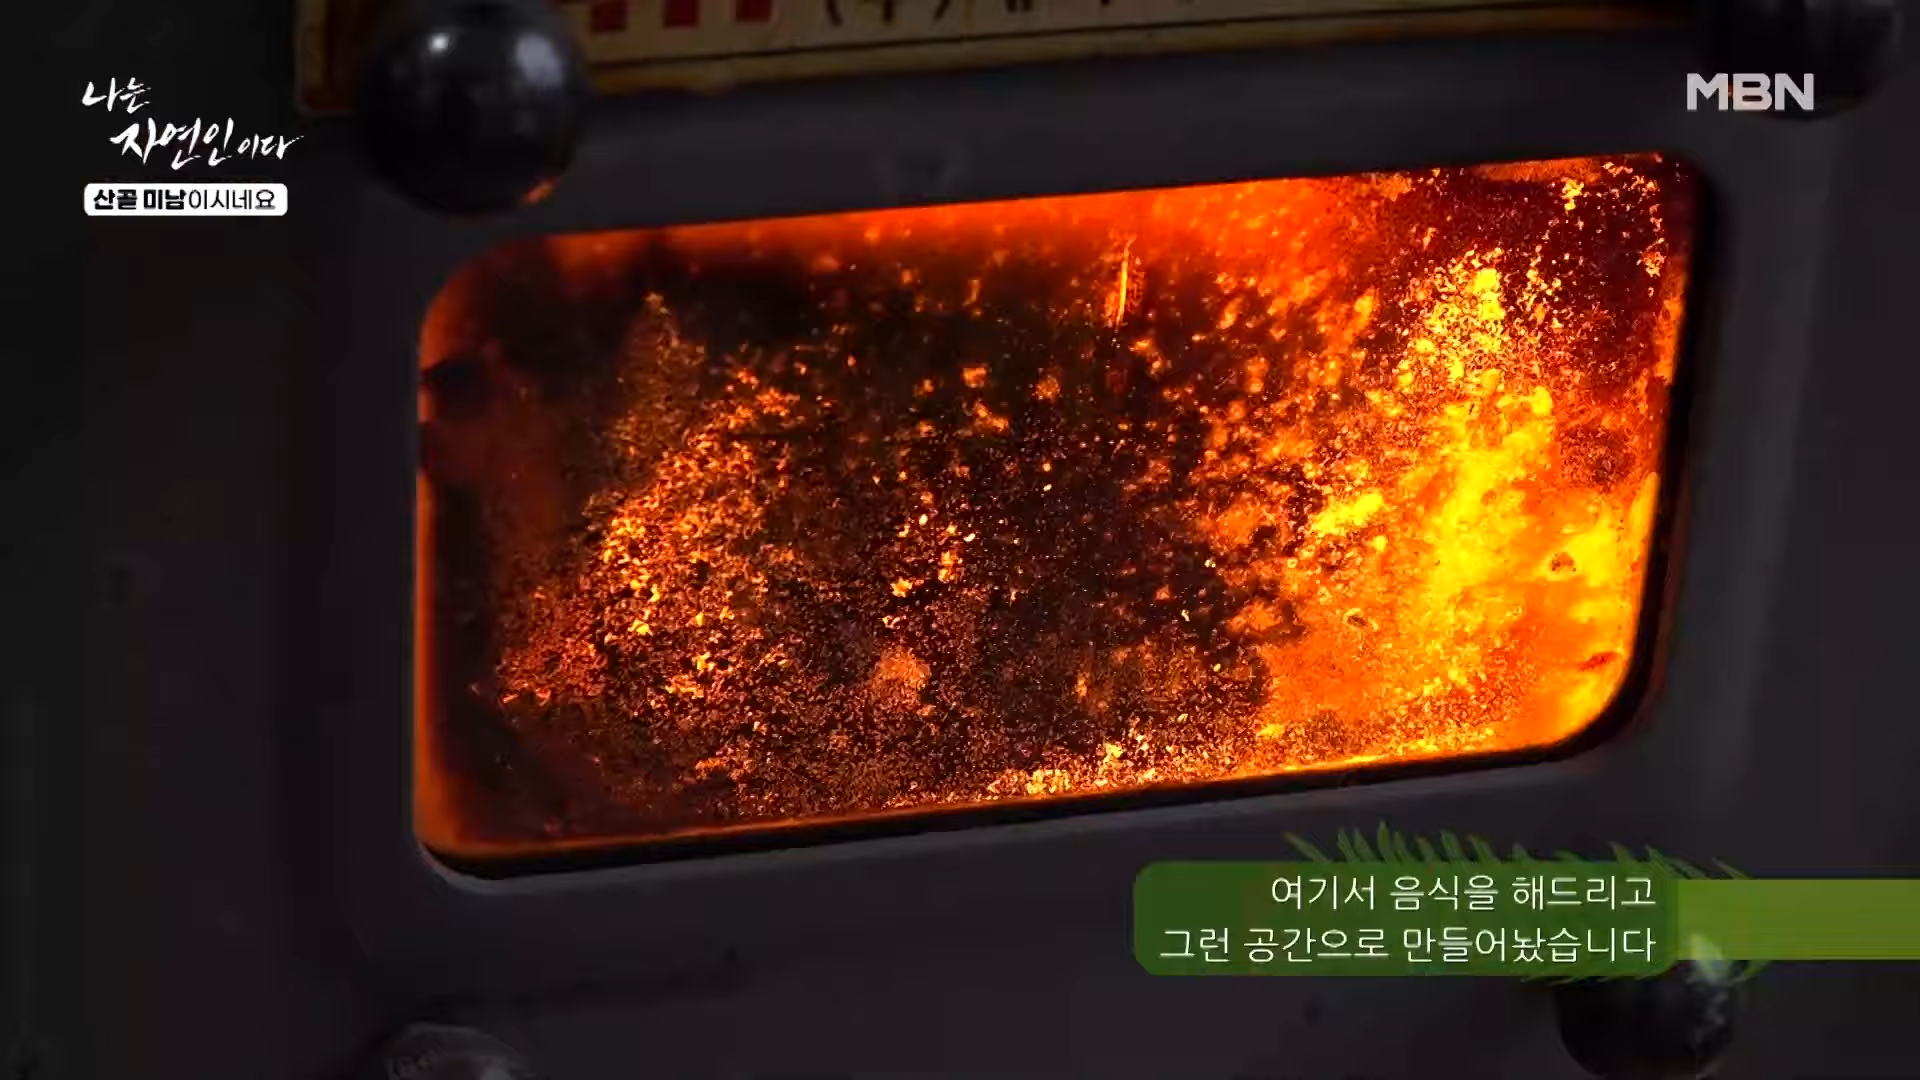 나는
자연인이다
산골 미남이시네요
MBN
여기서 음식을 해드리고
그런 공간으로 만들어놨습니다